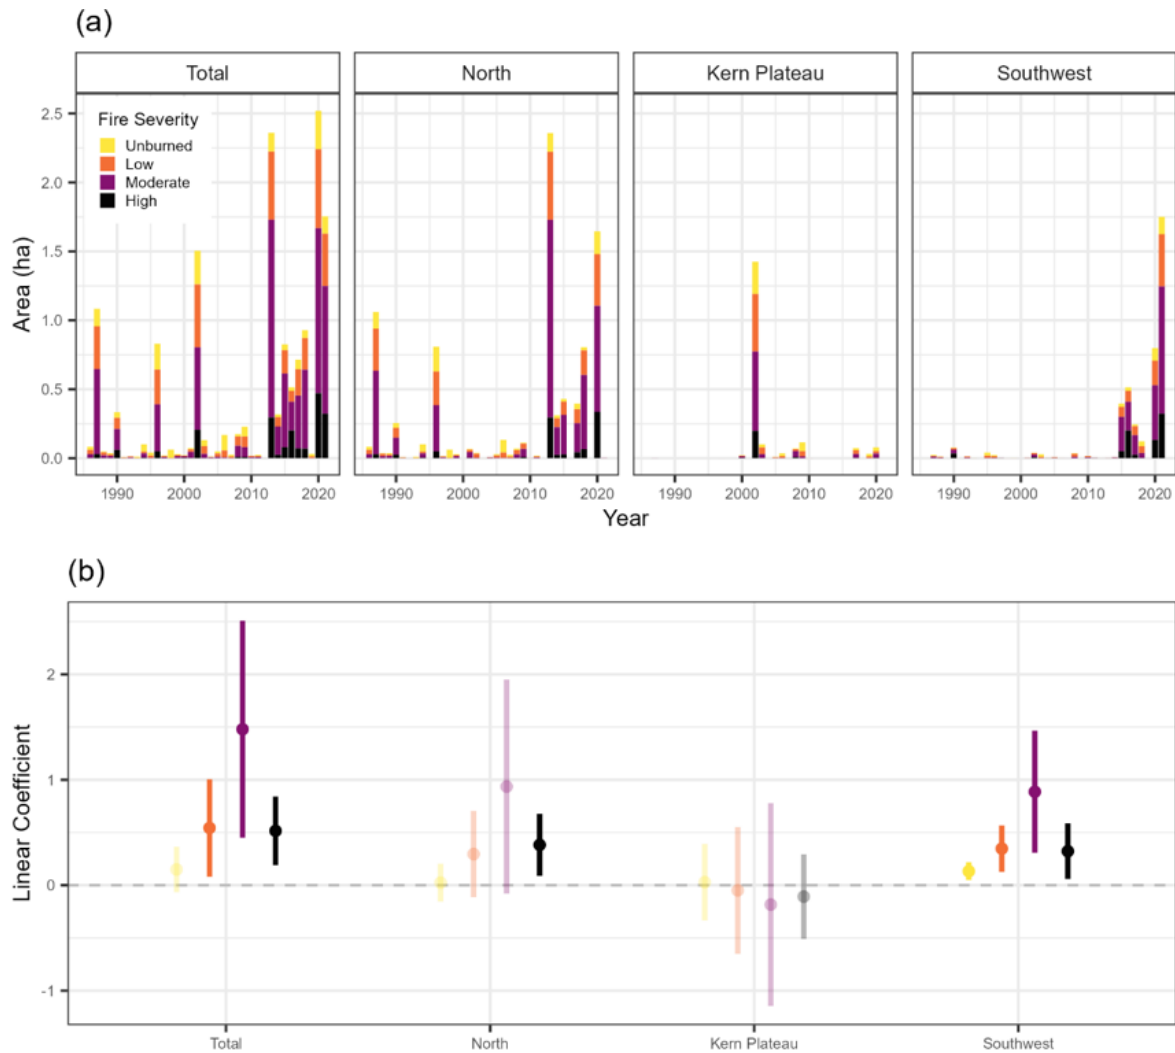 (a)
Total North Kern Plateau Southwest
Fire Severity
Unburned
Low
Moderate
High
Area (ha)
2.5
2.0
1.5
1.0
0.5
0.0
1990 2000 2010 2020 1990 2000 2010 2020 1990 2000 2010 2020 1990 2000 2010 2020
Year
(b)
Linear Coefficient
2
1
0
-1
Total North Kern Plateau Southwest